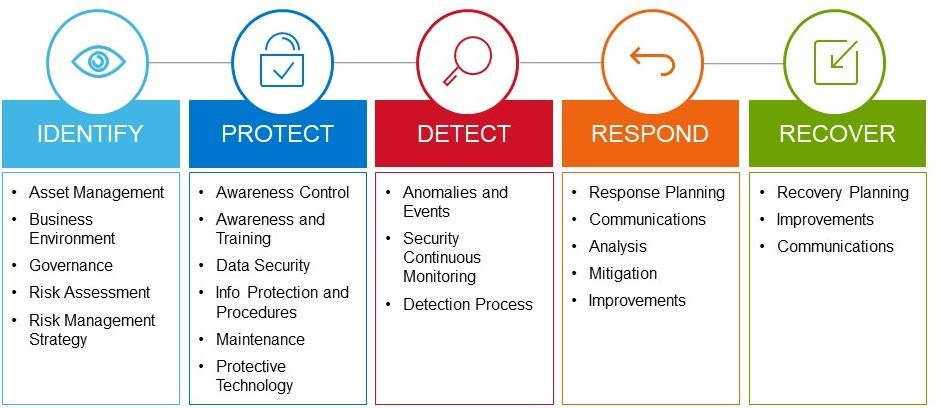 IDENTIFY
Asset Management
Business
Environment
Governance
Risk Assessment
Risk Management
Strategy
PROTECT
Awareness Control
Awareness and
Training
Data Security
Info Protection and
Procedures
Maintenance
Protective
Technology
DETECT
Anomalies and
Events
Security
Continuous
Monitoring
Detection Process
RESPOND
Response Planning
Communications
Analysis
Mitigation
Improvements
RECOVER
Recovery Planning
Improvements
Communications